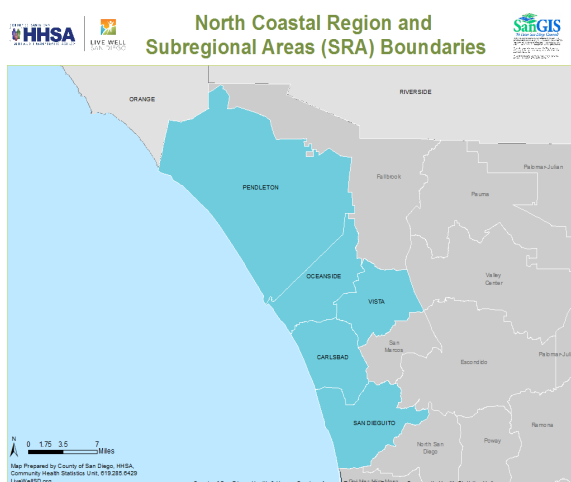 HHSA
LIVE WELL
SAN DIEGO
North Coastal Region and
Subregional Areas (SRA) Boundaries
SanGIS
ORANGE
RIVERSIDE
Palomar-Julian
Fallbrook
PENDLETON
Pauma
OCEANSIDE
Valley
Center
VISTA
San
Marcos
CARLSBAD
Escondido
Palomar-Jul
SAN DIEGUITO
Ramona
North San
Diego
Poway
N
0 1.75 3.5 7
Miles
Map Prepared by County of San Diego, HHSA,
Community Health Statistics Unit, 619.285.6429
LiveWellSD.org